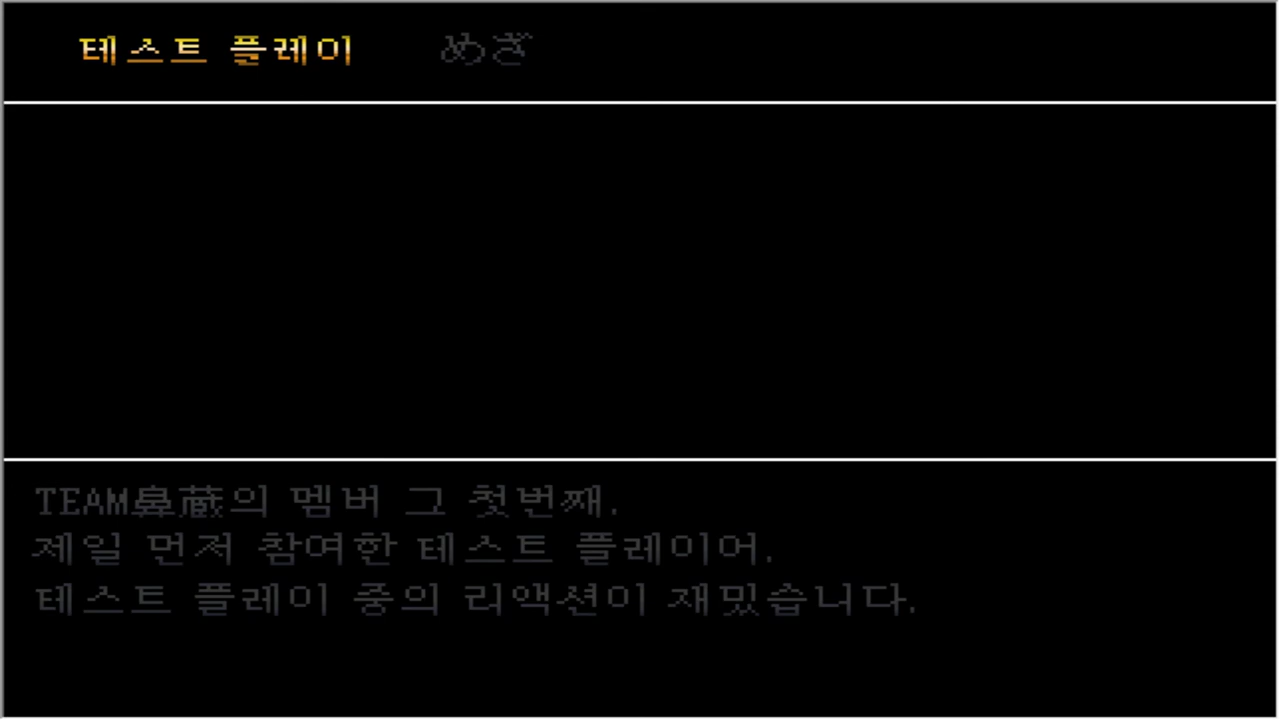 테스트 플레이 めざ
TEAM鼻蔵의 멤버 그 첫번째.
제일 먼저 참여한 테스트 플레이어.
테스트 플레이 중의 리액션이 재밌습니다.